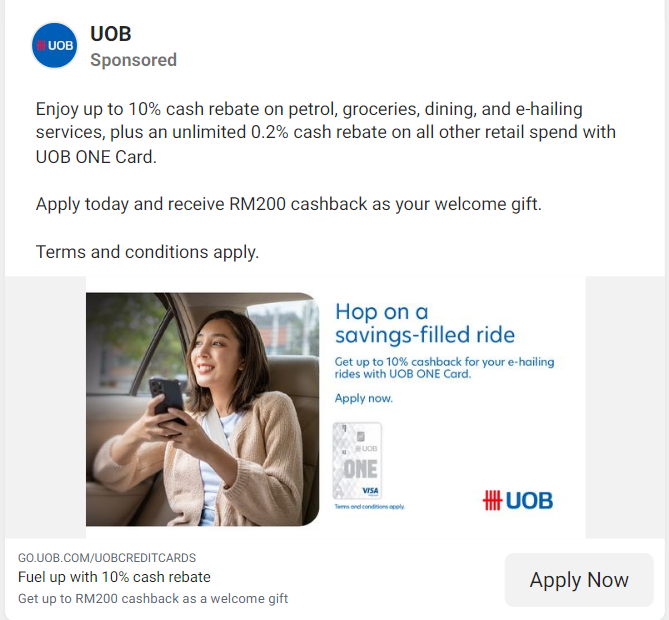 UOB
UOB
Sponsored
Enjoy up to 10% cash rebate on petrol, groceries, dining, and e-hailing
services, plus an unlimited 0.2% cash rebate on all other retail spend with
UOB ONE Card.
Apply today and receive RM200 cashback as your welcome gift.
Terms and conditions apply.
Hop on a
savings-filled ride
Get up to 10% cashback for your e-hailing
rides with UOB ONE Card.
Apply now.
UOB
ONE
VISA
Terms and conditions apply.
UOB
GO.UOB.COM/UOBCREDITCARDS
Fuel up with 10% cash rebate
Get up to RM200 cashback as a welcome gift
Apply Now